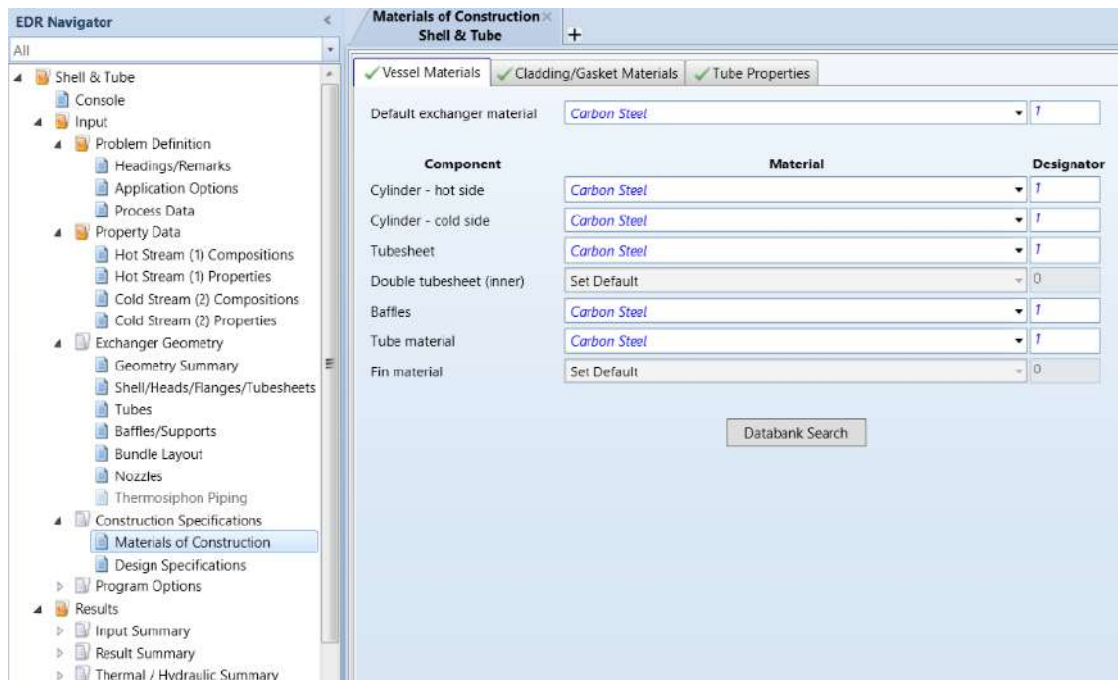 EDR Navigator
All
Shell & Tube
Console
Input
Problem Definition
Headings/Remarks
Application Options
Process Data
Property Data
Hot Stream (1) Compositions
Hot Stream (1) Properties
Cold Stream (2) Compositions
Cold Stream (2) Properties
Exchanger Geometry
Geometry Summary
Shell/Heads/Flanges/Tubesheets
Tubes
Baffles/Supports
Bundle Layout
Nozzles
Thermosiphon Piping
Construction Specifications
Materials of Construction
Design Specifications
Program Options
Results
Input Summary
Result Summary
Thermal / Hydraulic Summary
Materials of Construction
Shell & Tube
Vessel Materials Cladding/Gasket Materials Tube Properties
Default exchanger material Carbon Steel 1
Component Material Designator
Cylinder - hot side Carbon Steel 1
Cylinder - cold side Carbon Steel 1
Tubesheet Carbon Steel 1
Double tubesheet (inner) Set Default 0
Baffles Carbon Steel 1
Tube material Carbon Steel 1
Fin material Set Default 0
Databank Search